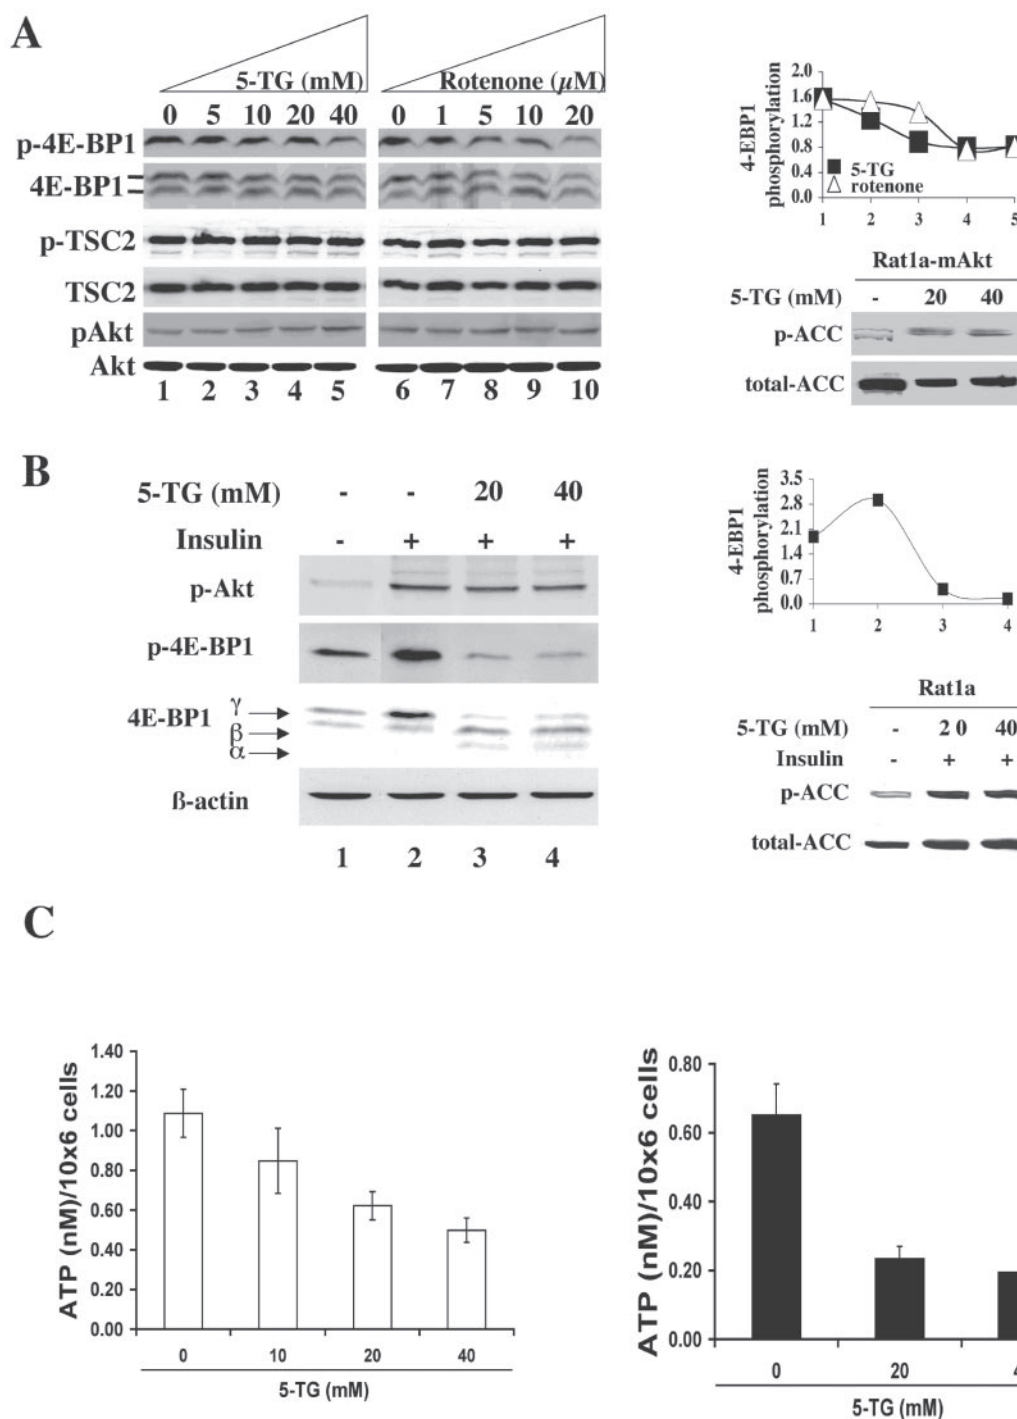 A
5-TG (mM)
Rotenone (µM)
0 5 10 20 40
0 1 5 10 20
p-4E-BP1
4E-BP1
p-TSC2
TSC2
pAkt
Akt
1 2 3 4 5
6 7 8 9 10
4-EBP1 phosphorylation
2.0
1.6
1.2
0.8
0.4
0.0
5-TG
rotenone
1 2 3 4 5
Rat1a-mAkt
5-TG (mM) - 20 40
p-ACC
total-ACC
B
5-TG (mM) - - 20 40
Insulin - + + +
p-Akt
p-4E-BP1
4E-BP1
γ
β
α
ß-actin
1 2 3 4
4-EBP1 phosphorylation
3.5
2.8
2.1
1.4
0.7
0.0
1 2 3 4
Rat1a
5-TG (mM) - 2 0 40
Insulin - + +
p-ACC
total-ACC
C
ATP (nM)/10x6 cells
1.40
1.20
1.00
0.80
0.60
0.40
0.20
0.00
0 10 20 40
5-TG (mM)
ATP (nM)/10x6 cells
0.80
0.60
0.40
0.20
0.00
0 20 4
5-TG (mM)